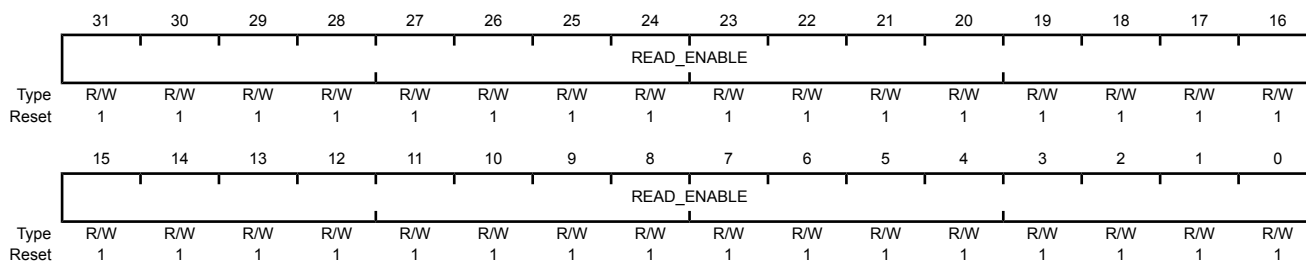 31 30 29 28 27 26 25 24 23 22 21 20 19 18 17 16
READ_ENABLE
Type R/W R/W R/W R/W R/W R/W R/W R/W R/W R/W R/W R/W R/W R/W R/W R/W
Reset 1 1 1 1 1 1 1 1 1 1 1 1 1 1 1 1
15 14 13 12 11 10 9 8 7 6 5 4 3 2 1 0
READ_ENABLE
Type R/W R/W R/W R/W R/W R/W R/W R/W R/W R/W R/W R/W R/W R/W R/W R/W
Reset 1 1 1 1 1 1 1 1 1 1 1 1 1 1 1 1